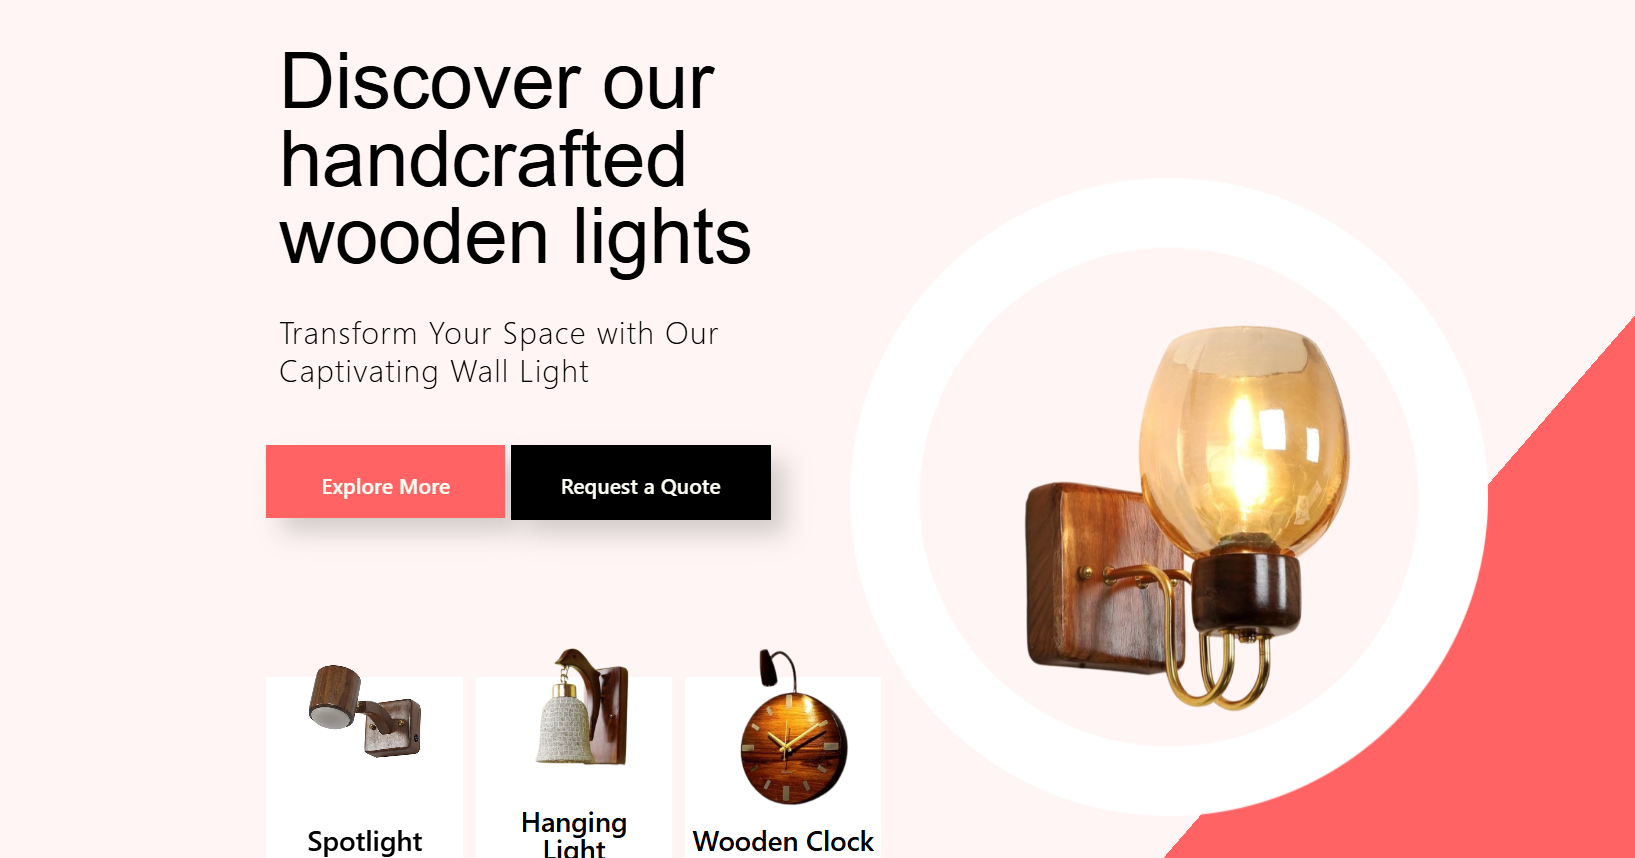 Discover our
handcrafted
wooden lights
Transform Your Space with Our
Captivating Wall Light
Explore More
Request a Quote
Spotlight
Hanging
Light
Wooden Clock